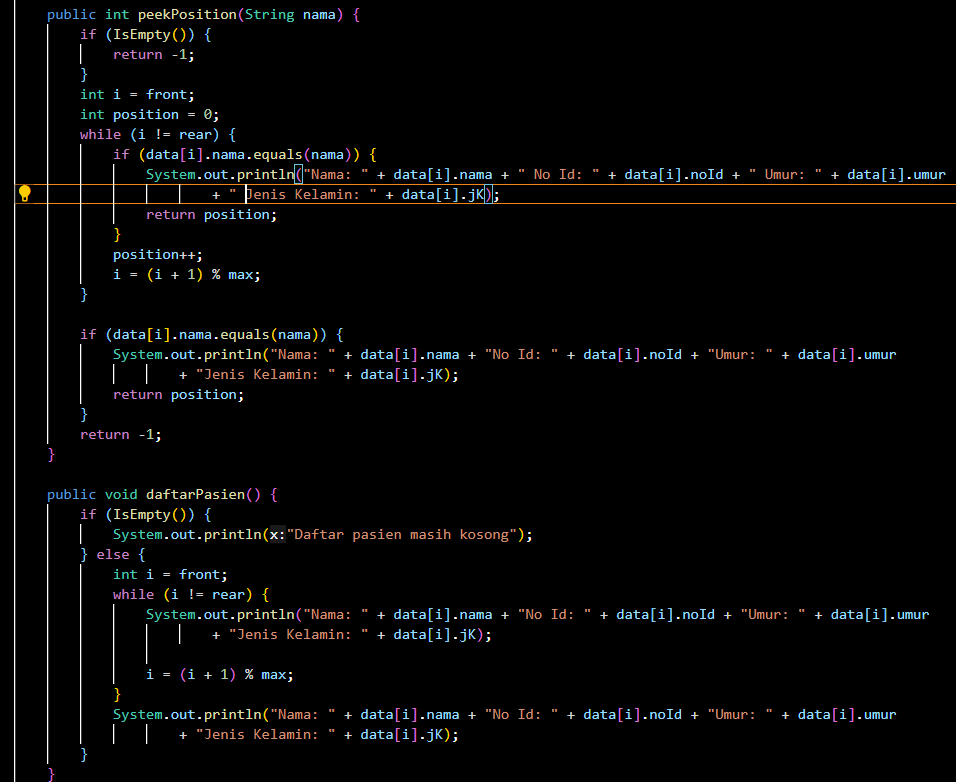 public int peekPosition(String nama) {
if (IsEmpty()) {
return -1;
}
int i = front;
int position = 0;
while (i != rear) {
if (data[i].nama.equals(nama)) {
System.out.println("Nama: " + data[i].nama + " No Id: " + data[i].noId + " Umur: " + data[i].umur
+ " Jenis Kelamin: " + data[i].jK);
return position;
}
position++;
i = (i + 1) % max;
}
if (data[i].nama.equals(nama)) {
System.out.println("Nama: " + data[i].nama + "No Id: " + data[i].noId + "Umur: " + data[i].umur
+ "Jenis Kelamin: " + data[i].jK);
return position;
}
return -1;
}
public void daftarPasien() {
if (IsEmpty()) {
System.out.println(x:"Daftar pasien masih kosong");
} else {
int i = front;
while (i != rear) {
System.out.println("Nama: " + data[i].nama + "No Id: " + data[i].noId + "Umur: " + data[i].umur
+ "Jenis Kelamin: " + data[i].jK);
i = (i + 1) % max;
}
System.out.println("Nama: " + data[i].nama + "No Id: " + data[i].noId + "Umur: " + data[i].umur
+ "Jenis Kelamin: " + data[i].jK);
}
}